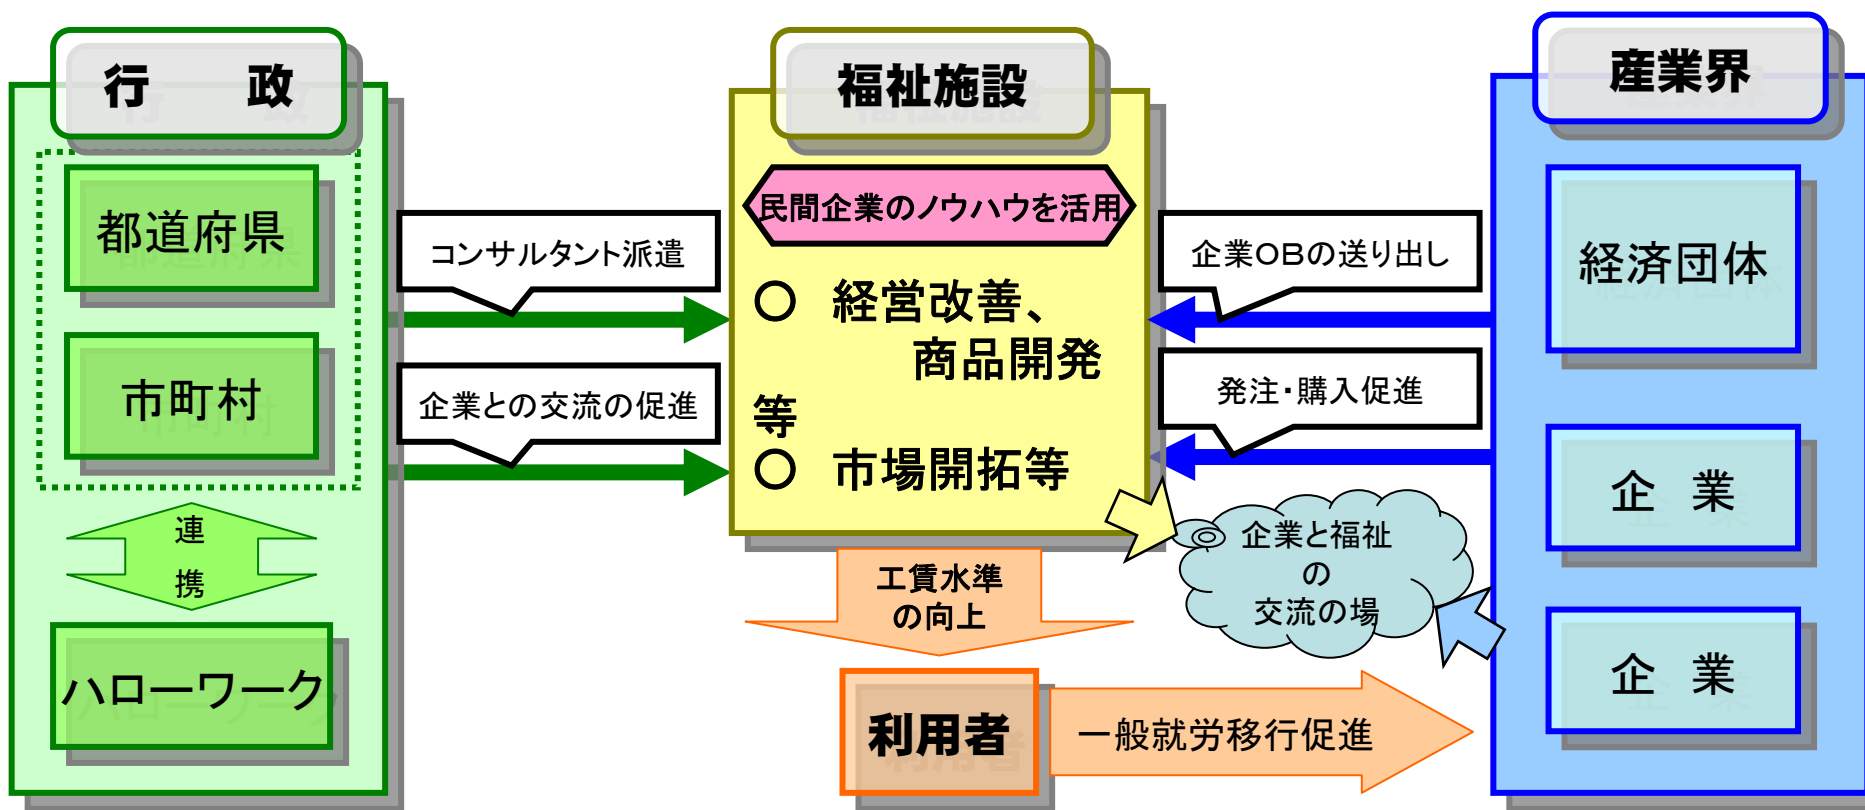 行　政
都道府県
市町村
連
携
ハローワーク
コンサルタント派遣
企業との交流の促進
福祉施設
民間企業のノウハウを活用
○　経営改善、
商品開発
等
○　市場開拓等
工賃水準
の向上
利用者
一般就労移行促進
企業OBの送り出し
発注・購入促進
企業と福祉
の
交流の場
産業界
経済団体
企　業
企　業